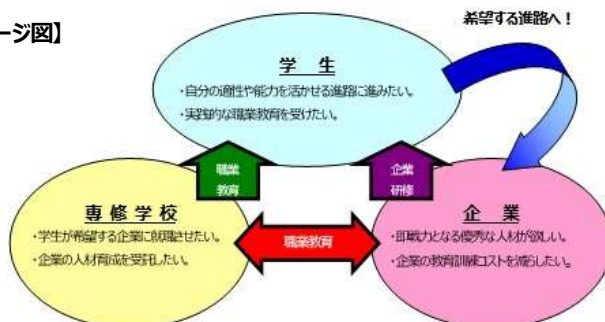 ージ図】
希望する進路へ！
学　生
・自分の適性や能力を活かせる進路に進みたい。
・実践的な職業教育を受けたい。
職業
教育
企業
研修
専修学校
・学生が希望する企業に就職させたい。
・企業の人材育成を受託したい。
職業教育
企　業
・即戦力となる優秀な人材が欲しい。
・企業の教育訓練コストを減らしたい。